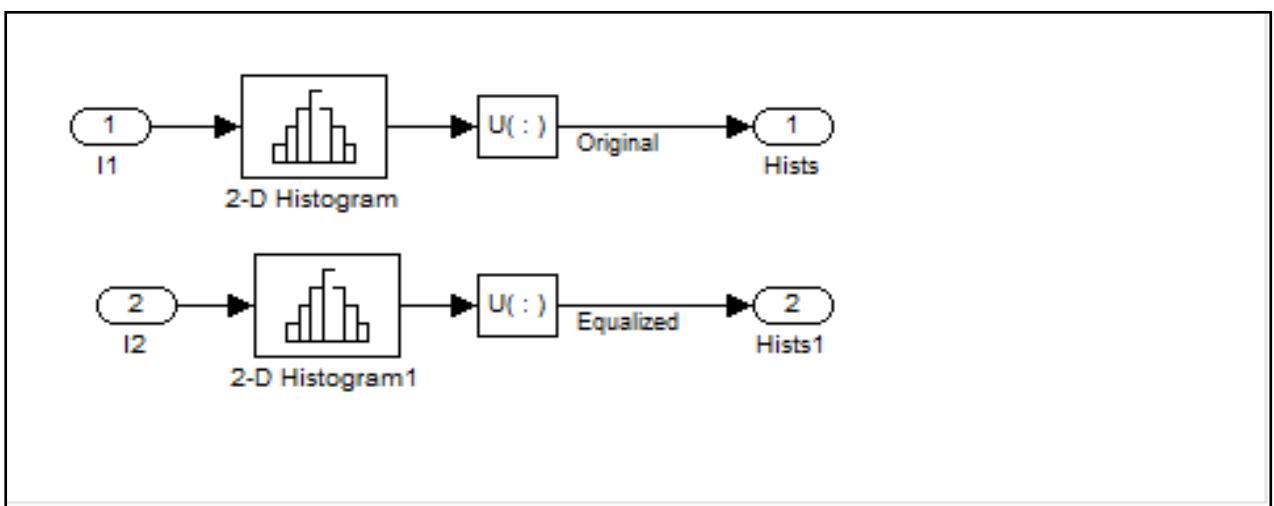 1
U( : )
1
I1
Original
Hists
2-D Histogram
2
U( : )
2
I2
Equalized
Hists1
2-D Histogram1